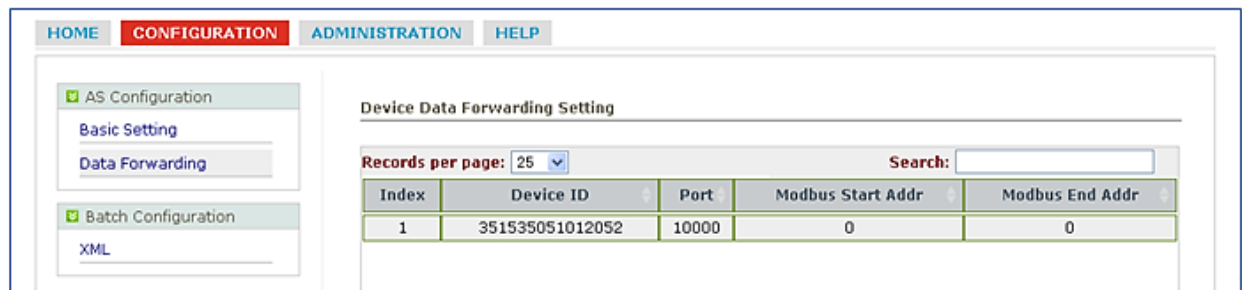 HOME CONFIGURATION ADMINISTRATION HELP
AS Configuration
Basic Setting
Data Forwarding
Batch Configuration
XML
Device Data Forwarding Setting
Records per page: 25 Search:
Index Device ID Port Modbus Start Addr Modbus End Addr
1 351535051012052 10000 0 0